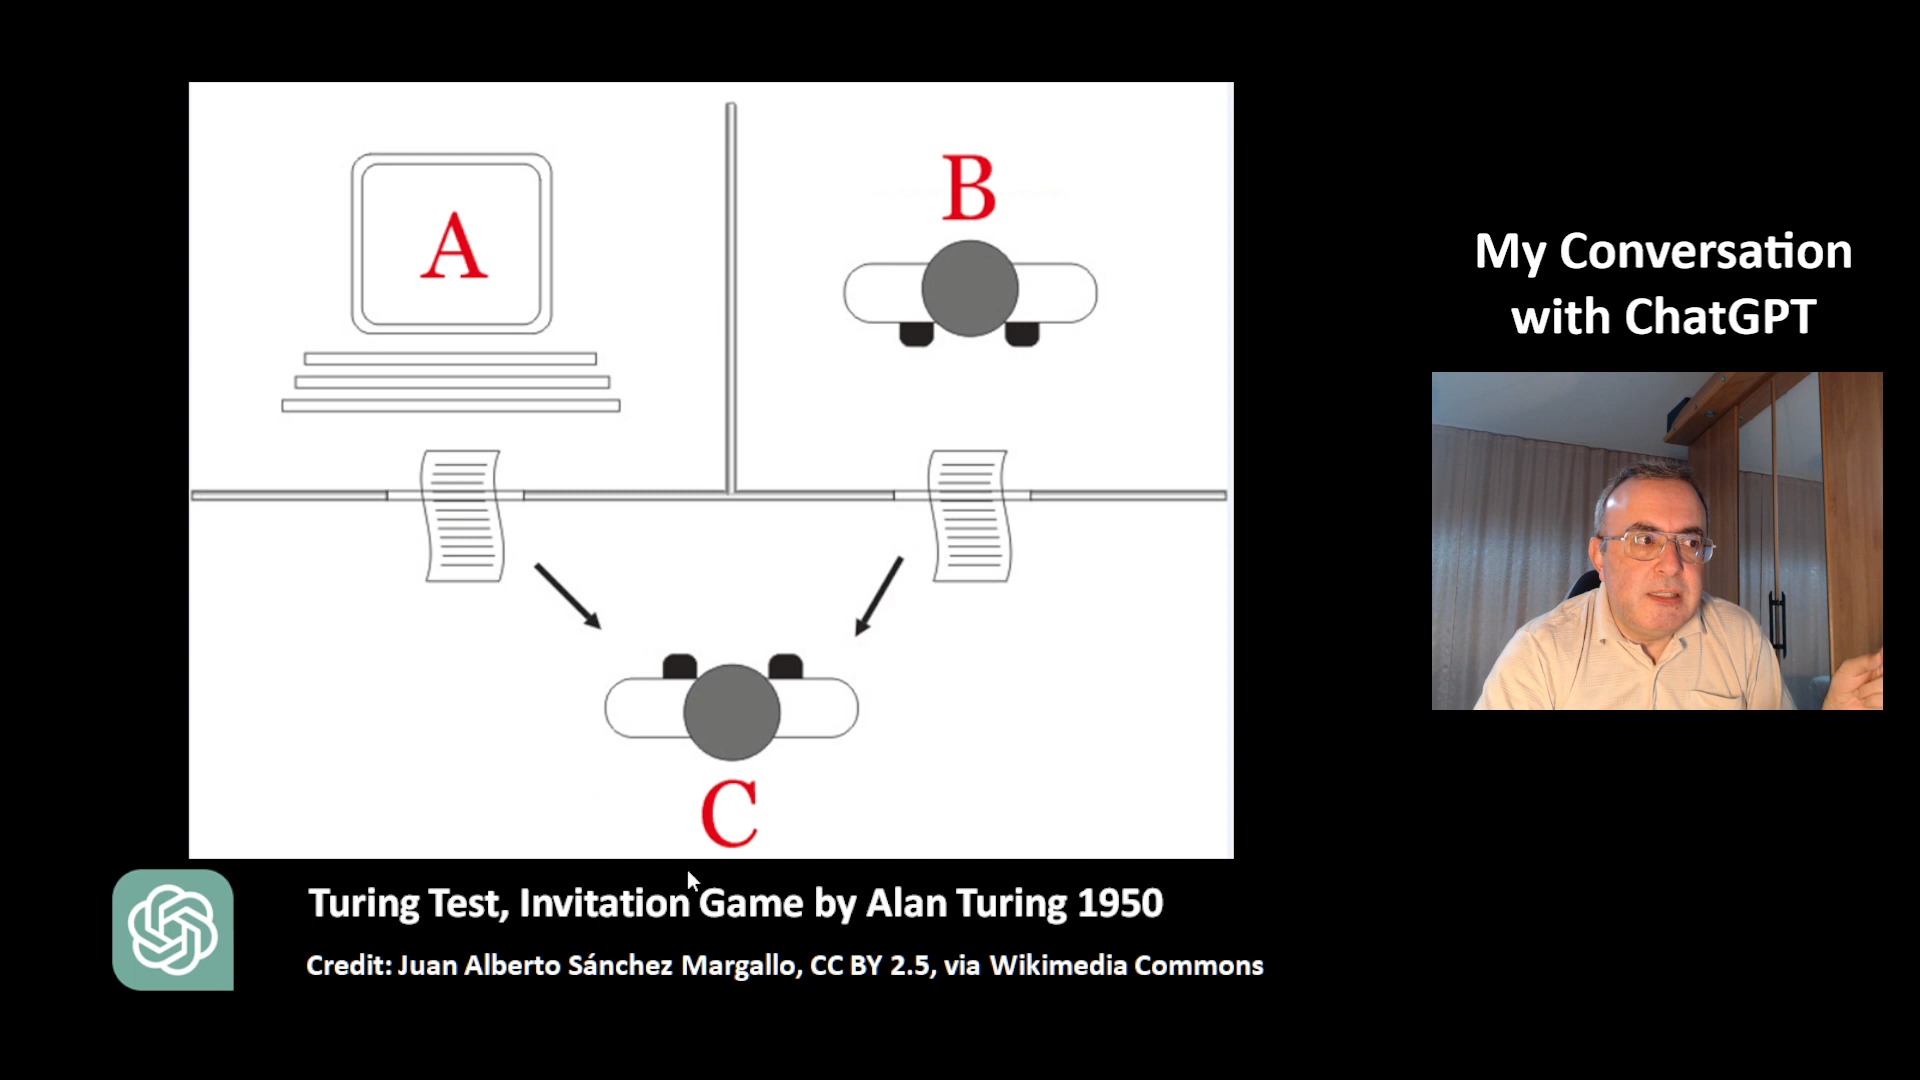 A
B
C
My Conversation
with ChatGPT
Turing Test, Invitation Game by Alan Turing 1950
Credit: Juan Alberto Sánchez Margallo, CC BY 2.5, via Wikimedia Commons